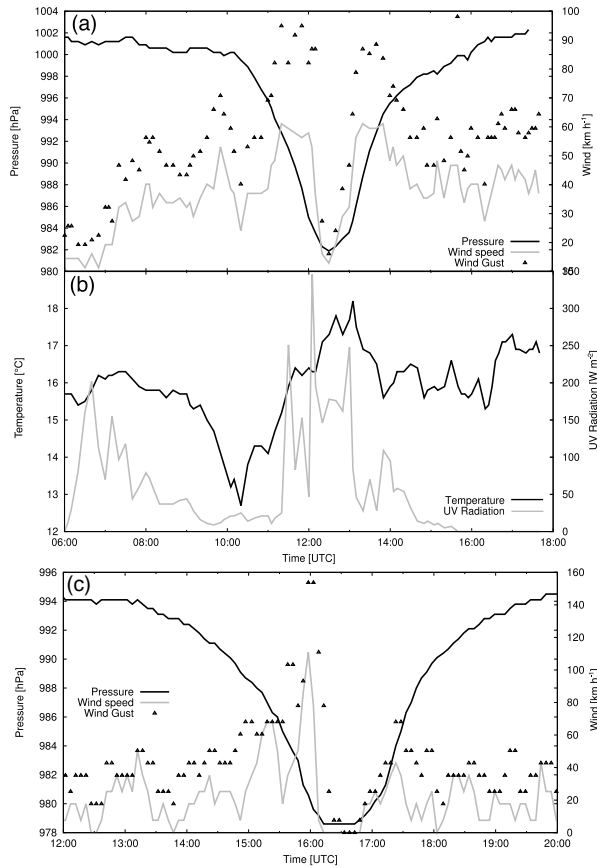 (a)
1004
1002
1000
998
996
994
992
990
988
986
984
982
980
Pressure [hPa]
100
90
80
70
60
50
40
30
20
10
Wind [km h-1]
Pressure
Wind speed
Wind Gust
(b)
18
17
16
15
14
13
12
Temperature [°C]
350
300
250
200
150
100
50
0
UV Radiation [W m-2]
Temperature
UV Radiation
06:00 08:00 10:00 12:00 14:00 16:00 18:00
Time [UTC]
(c)
996
994
992
990
988
986
984
982
980
978
Pressure [hPa]
160
140
120
100
80
60
40
20
0
Wind [km h-1]
Pressure
Wind speed
Wind Gust
12:00 13:00 14:00 15:00 16:00 17:00 18:00 19:00 20:00
Time [UTC]